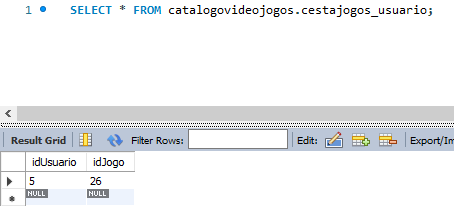 1 SELECT * FROM catalogovideojogos.cestajogos_usuario;
Result Grid Filter Rows: Edit: Export/Im
idUsuario idJogo
5 26
NULL NULL